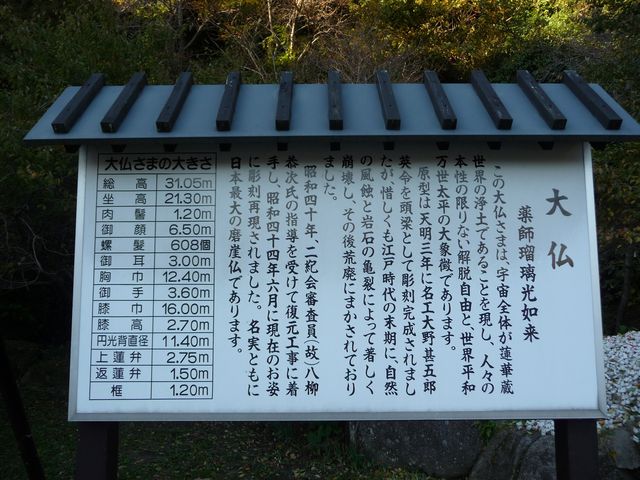 大仏
薬師瑠璃光如来
この大仏さまは、宇宙全体が蓮華蔵
世界の浄土であることを現し、人々の
本性の限りない解脱自由と、世界平和
万世太平の大象徴であります。
原型は天明三年に名工大野甚五郎
英令を頭梁として彫刻完成されまし
たが、惜しくも江戸時代の末期に、自然
の風蝕と岩石の亀裂によって著しく
崩壊し、その後荒廃にまかされており
ました。
昭和四十年、二紀会審査員(故)八柳
恭次氏の指導を受けて復元工事に着
手し、昭和四十四年六月に現在のお姿
に彫刻再現されました。名実ともに
日本最大の磨崖仏であります。
大仏さまの大きさ
総高 31.05m
坐高 21.30m
肉髻 1.20m
御顔 6.50m
螺髪 608個
御耳 3.00m
胸巾 12.40m
御手 3.60m
膝巾 16.00m
膝高 2.70m
円光背直径 11.40m
上蓮弁 2.75m
返蓮弁 1.50m
框 1.20m